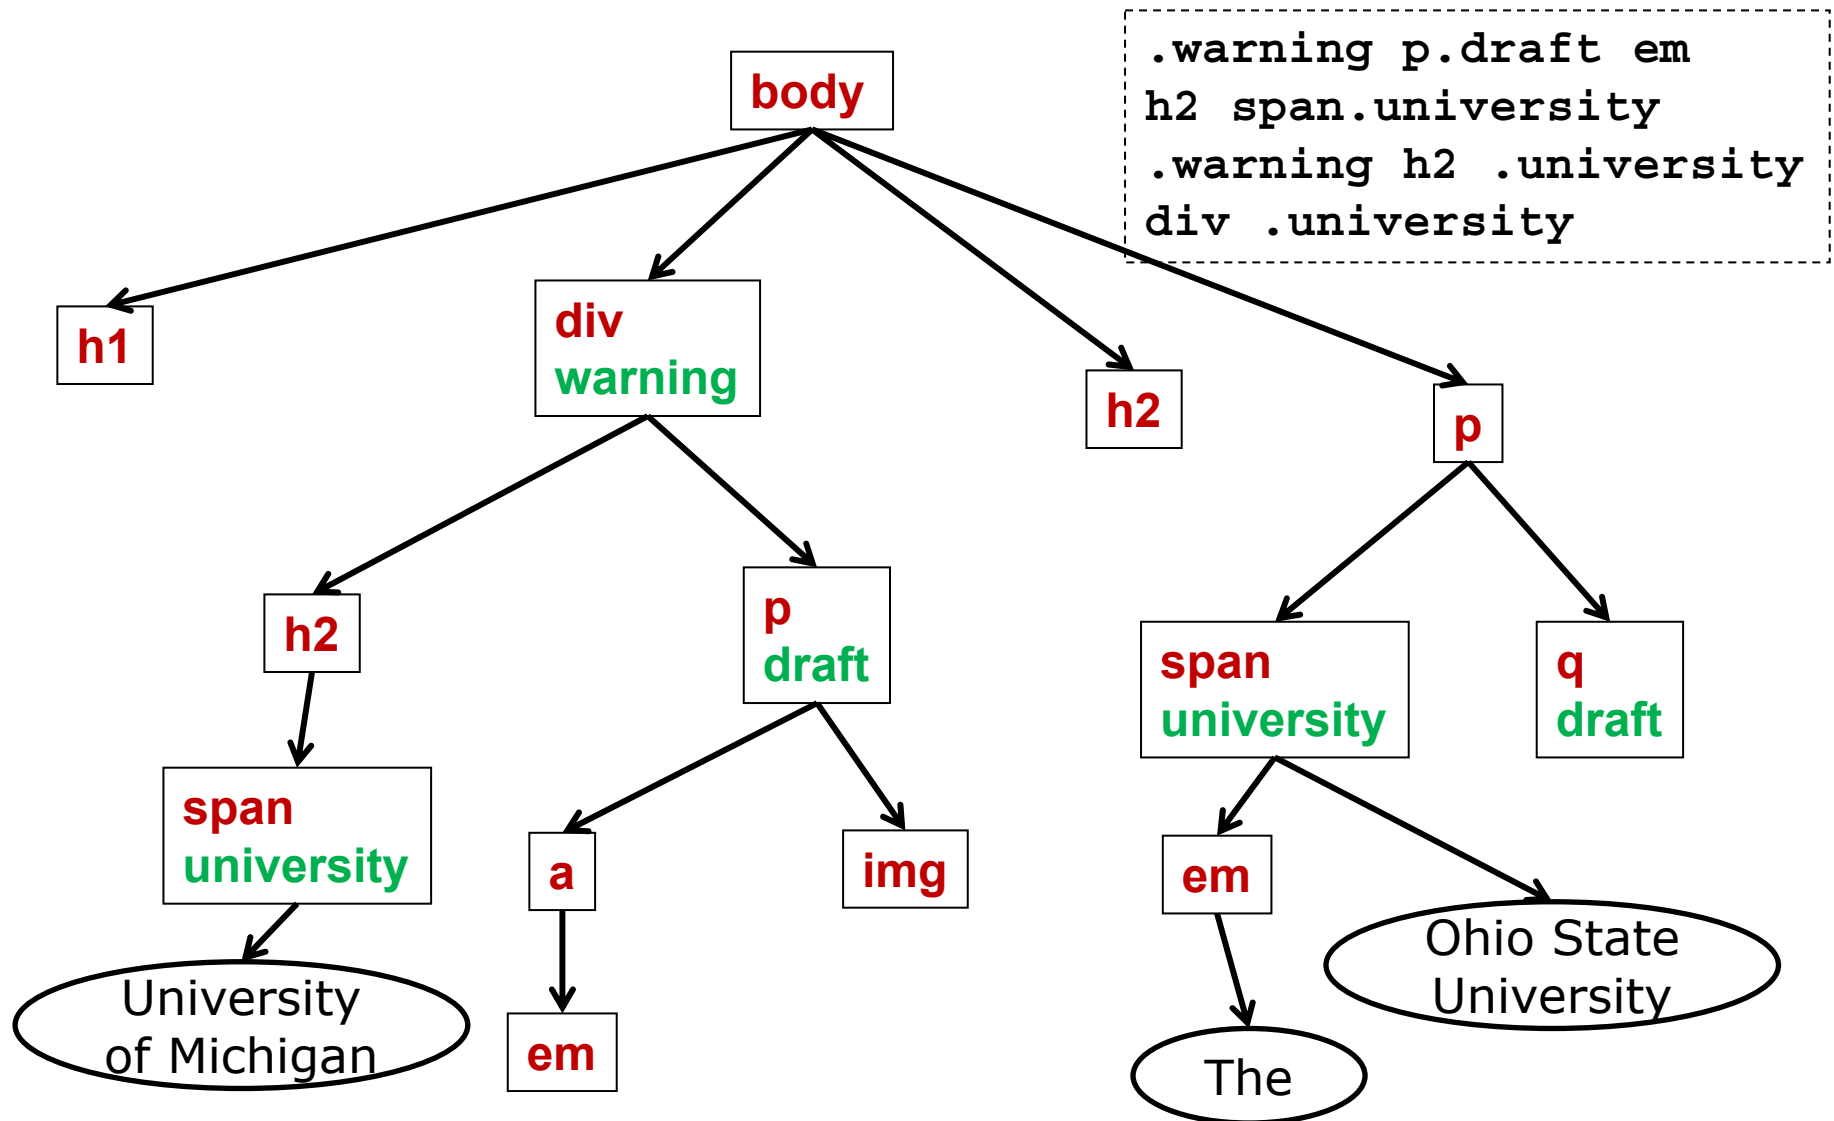 .warning p.draft em
h2 span.university
.warning h2 .university
div .university
body
h1
div
warning
h2
p
h2
p
draft
span
university
q
draft
span
university
a
img
em
University
of Michigan
em
Ohio State
University
The